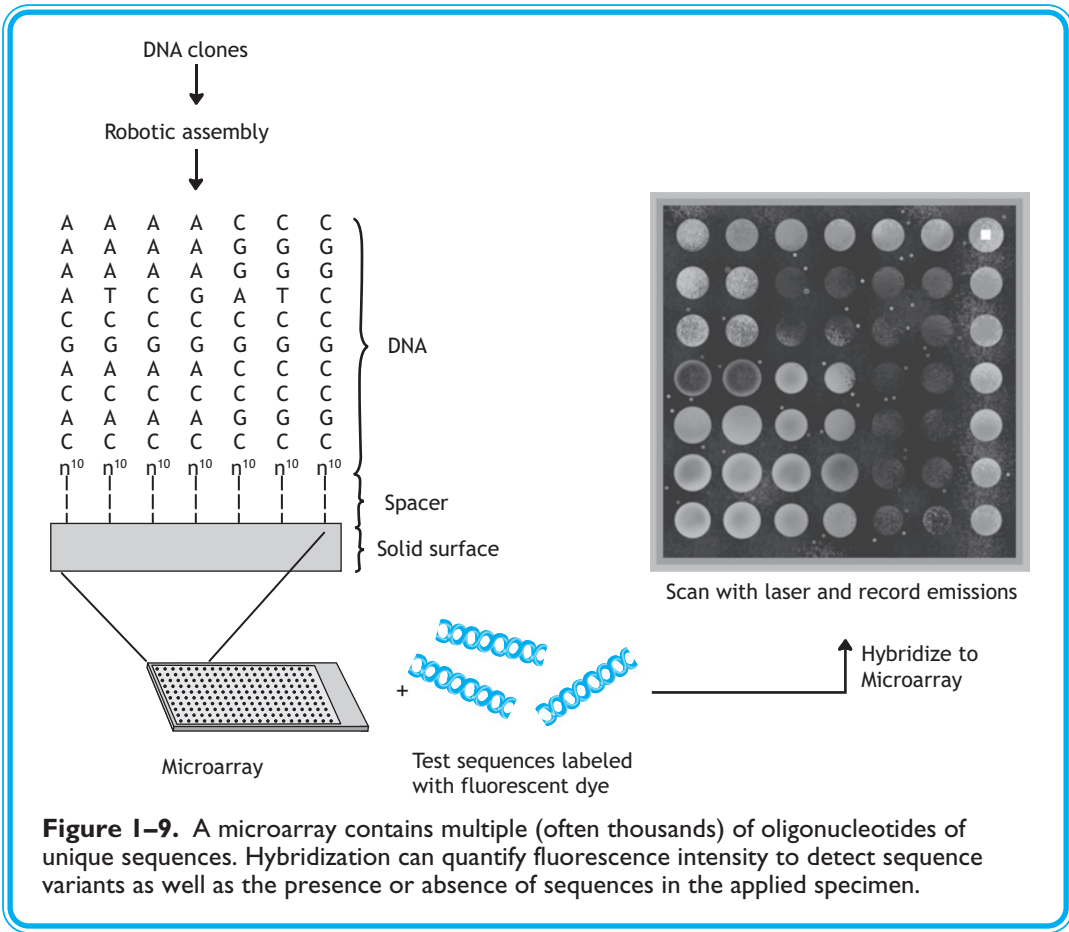 DNA clones
Robotic assembly
A A A A C C C
A A A A G G G
A A A A G G G
A T C G A T C
C C C C C C C
G G G G G G G
A A A A C C C
C C C C C C C
A A A A G G G
C C C C C C C
n¹⁰ n¹⁰ n¹⁰ n¹⁰ n¹⁰ n¹⁰ n¹⁰
DNA
Spacer
Solid surface
Scan with laser and record emissions
Hybridize to
Microarray
+
Microarray
Test sequences labeled
with fluorescent dye
Figure 1–9. A microarray contains multiple (often thousands) of oligonucleotides of
unique sequences. Hybridization can quantify fluorescence intensity to detect sequence
variants as well as the presence or absence of sequences in the applied specimen.